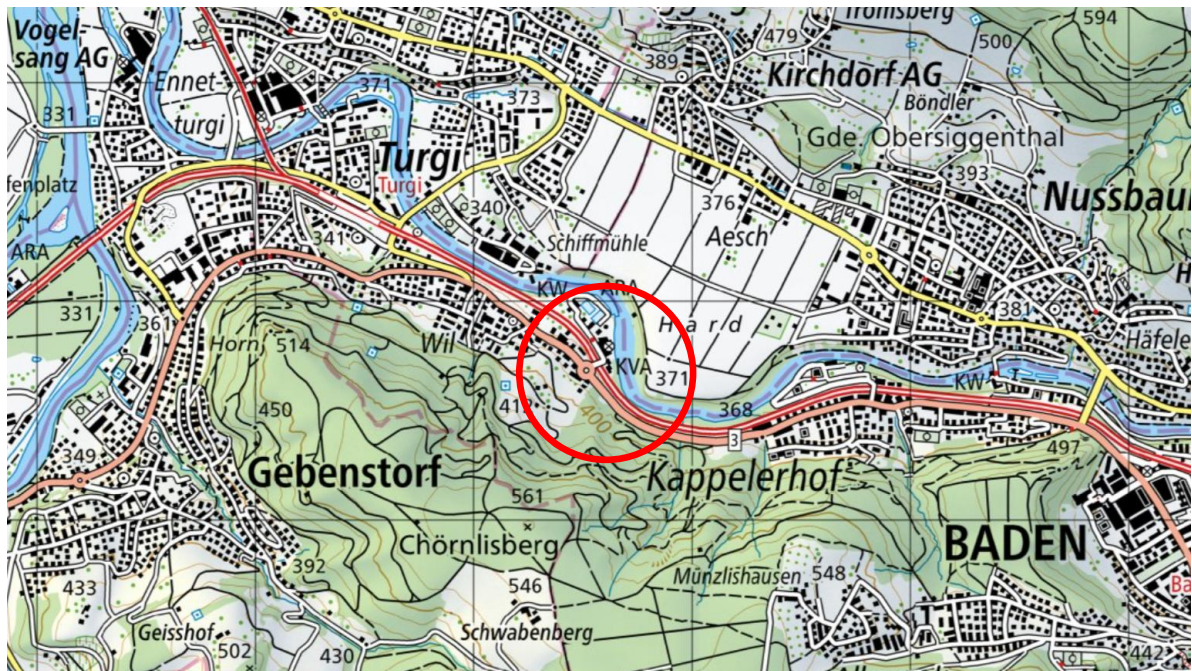 Vogel-
sang AG
Ennet-
turgi
331
371
373
389
479
Tromsberg
500
594
Kirchdorf AG
Böndler
Gde. Obersiggenthal
393
Nussbau
Turgi
Turgi
340
341
376
Aesch
Schiffmühle
fenplatz
ARA
331
361
Horn
514
Wil
KW
ARA
Hard
KVA
371
381
Häfele
KW
368
3
400
450
349
Gebenstorf
Kappelerhof
497
561
BADEN
Chörnlisberg
392
433
Münzlishausen
548
546
Ba
Geisshof
502
430
Schwabenberg
442